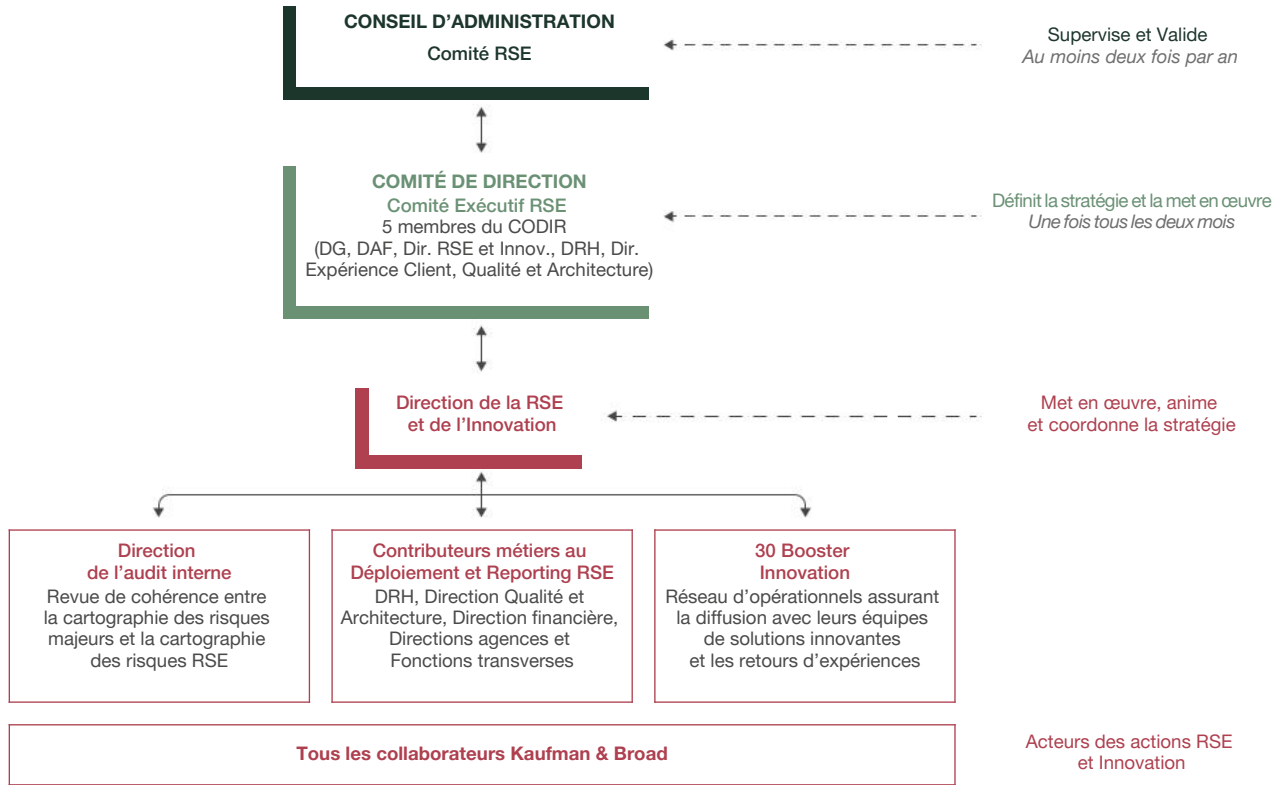 CONSEIL D’ADMINISTRATION
Comité RSE
Supervise et Valide
Au moins deux fois par an
COMITÉ DE DIRECTION
Comité Exécutif RSE
5 membres du CODIR
(DG, DAF, Dir. RSE et Innov., DRH, Dir.
Expérience Client, Qualité et Architecture)
Définit la stratégie et la met en œuvre
Une fois tous les deux mois
Direction de la RSE
et de l’Innovation
Met en œuvre, anime
et coordonne la stratégie
Direction
de l’audit interne
Revue de cohérence entre
la cartographie des risques
majeurs et la cartographie
des risques RSE
Contributeurs métiers au
Déploiement et Reporting RSE
DRH, Direction Qualité et
Architecture, Direction financière,
Directions agences et
Fonctions transverses
30 Booster
Innovation
Réseau d’opérationnels assurant
la diffusion avec leurs équipes
de solutions innovantes
et les retours d’expériences
Tous les collaborateurs Kaufman & Broad
Acteurs des actions RSE
et Innovation